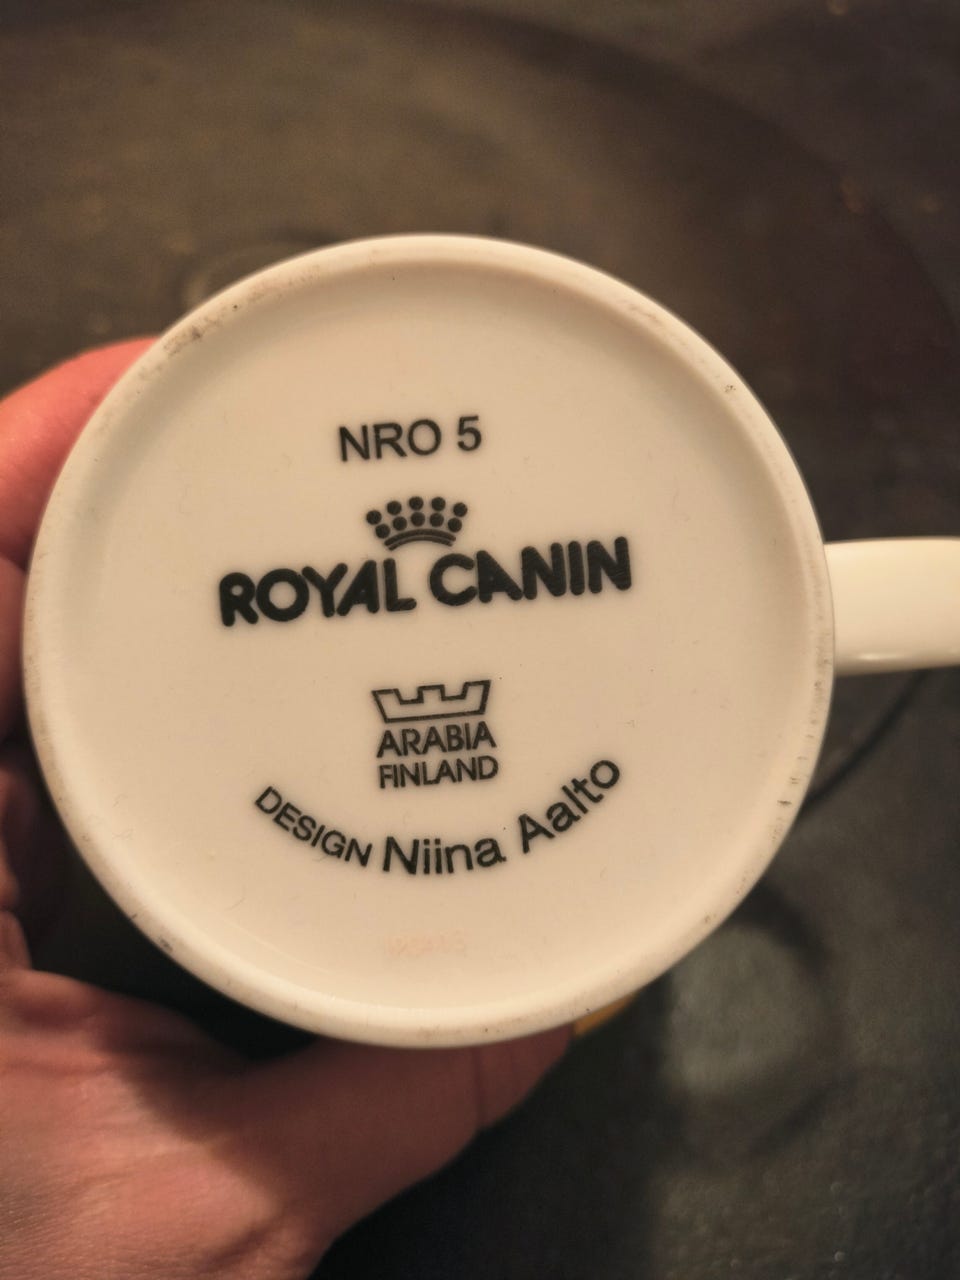 NRO 5
ROYAL CANIN
ARABIA
FINLAND
DESIGN Niina Aalto